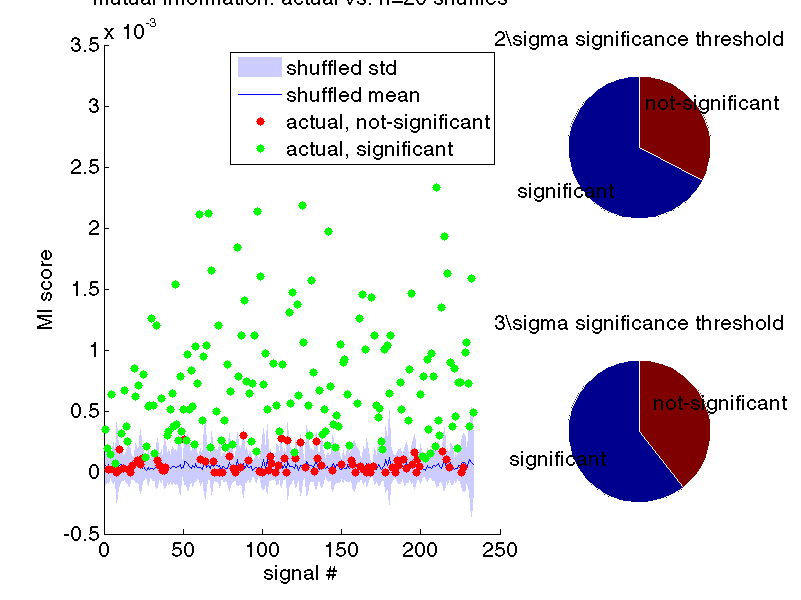 mutual information: actual vs. n=20 shuffles
x 10^-3
3.5
3
2.5
2
1.5
1
0.5
0
-0.5
MI score
0 50 100 150 200 250
signal #
shuffled std
shuffled mean
actual, not-significant
actual, significant
2\sigma significance threshold
not-significant
significant
3\sigma significance threshold
not-significant
significant